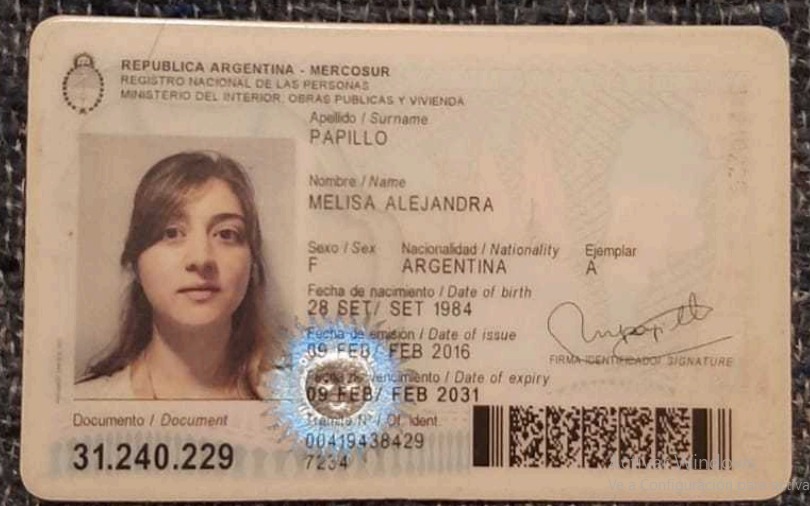 REPUBLICA ARGENTINA - MERCOSUR
REGISTRO NACIONAL DE LAS PERSONAS
MINISTERIO DEL INTERIOR, OBRAS PUBLICAS Y VIVIENDA
Apellido / Surname
PAPILLO
Nombre / Name
MELISA ALEJANDRA
Sexo / Sex Nacionalidad / Nationality Ejemplar
F ARGENTINA A
Fecha de nacimiento / Date of birth
28 SET/ SET 1984
Fecha de emisión / Date of issue
09 FEB/ FEB 2016
FIRMA IDENTIFICADO/ SIGNATURE
Fecha de vencimiento / Date of expiry
09 FEB/ FEB 2031
Documento / Document
Trámite Nº / Of. ident.
31.240.229
00419438429
7234
Activar Windows